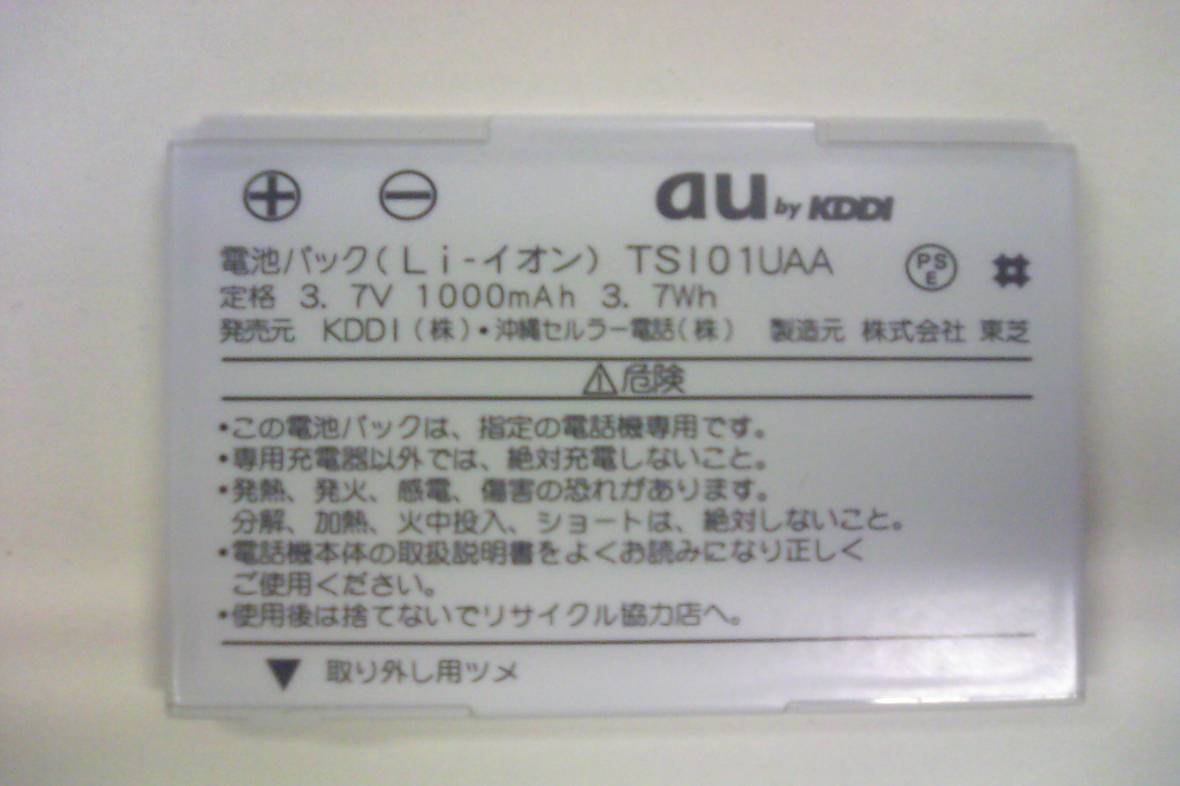 ⊕ ⊖ au by KDDI
電池パック(Li-イオン) TSI01UAA PS E
定格 3.7V 1000mAh 3.7Wh
発売元 KDDI(株)・沖縄セルラー電話(株) 製造元 株式会社 東芝
⚠危険
・この電池パックは、指定の電話機専用です。
・専用充電器以外では、絶対充電しないこと。
・発熱、発火、感電、傷害の恐れがあります。
分解、加熱、火中投入、ショートは、絶対しないこと。
・電話機本体の取扱説明書をよくお読みになり正しく
ご使用ください。
・使用後は捨てないでリサイクル協力店へ。
▼ 取り外し用ツメ